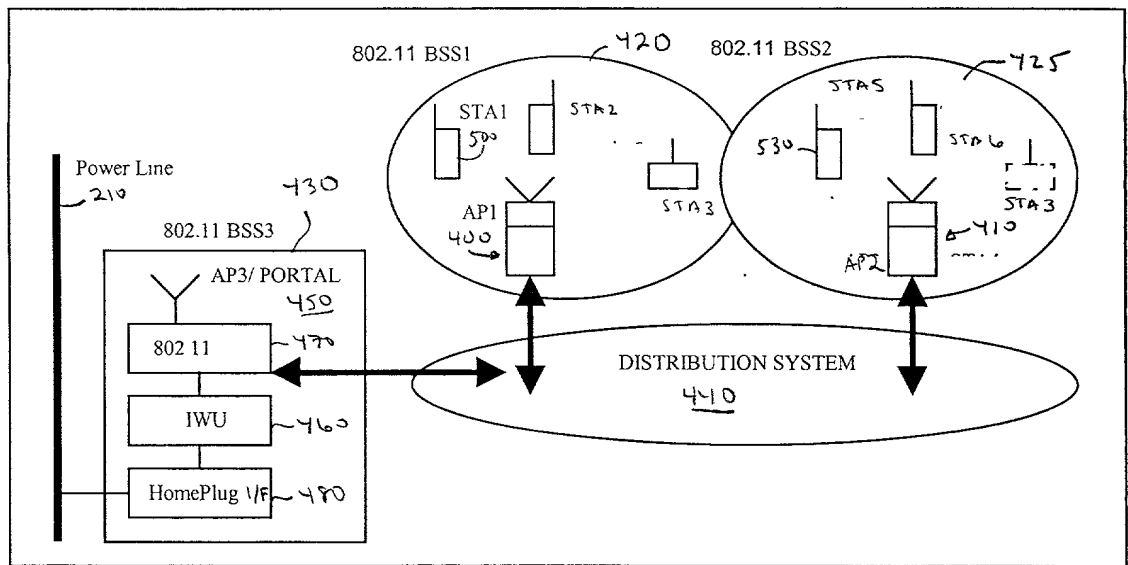 802.11 BSS1
420
802.11 BSS2
425
STA1
500
STA2
STA3
AP1
400
STA5
530
STA6
STA3
AP2
410
Power Line
210
430
802.11 BSS3
AP3/ PORTAL
450
802 11
470
IWU
460
HomePlug I/F
480
DISTRIBUTION SYSTEM
440